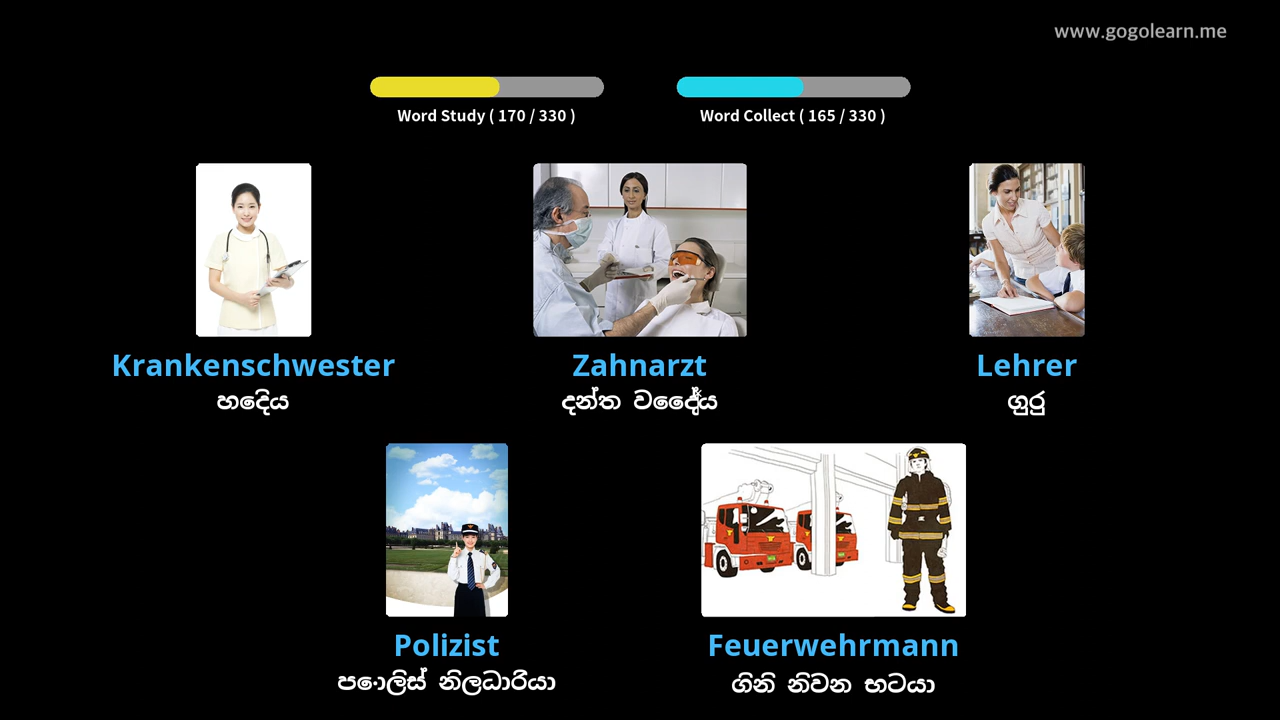 www.gogolearn.me
Word Study ( 170 / 330 )
Word Collect ( 165 / 330 )
Krankenschwester
හෙදිය
Zahnarzt
දන්ත වෛද්‍ය
Lehrer
ගුරු
Polizist
පොලිස් නිලධාරියා
Feuerwehrmann
ගිනි නිවන භටයා